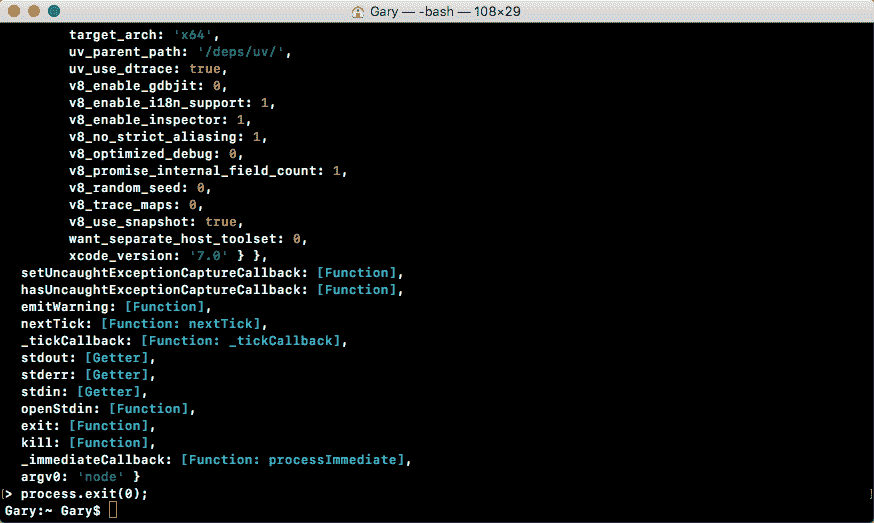 Gary — -bash — 108×29
target_arch: 'x64',
uv_parent_path: '/deps/uv/',
uv_use_dtrace: true,
v8_enable_gdbjit: 0,
v8_enable_i18n_support: 1,
v8_enable_inspector: 1,
v8_no_strict_aliasing: 1,
v8_optimized_debug: 0,
v8_promise_internal_field_count: 1,
v8_random_seed: 0,
v8_trace_maps: 0,
v8_use_snapshot: true,
want_separate_host_toolset: 0,
xcode_version: '7.0' } },
setUncaughtExceptionCaptureCallback: [Function],
hasUncaughtExceptionCaptureCallback: [Function],
emitWarning: [Function],
nextTick: [Function: nextTick],
_tickCallback: [Function: _tickCallback],
stdout: [Getter],
stderr: [Getter],
stdin: [Getter],
openStdin: [Function],
exit: [Function],
kill: [Function],
_immediateCallback: [Function: processImmediate],
argv0: 'node' }
[> process.exit(0); ]
Gary:~ Gary$